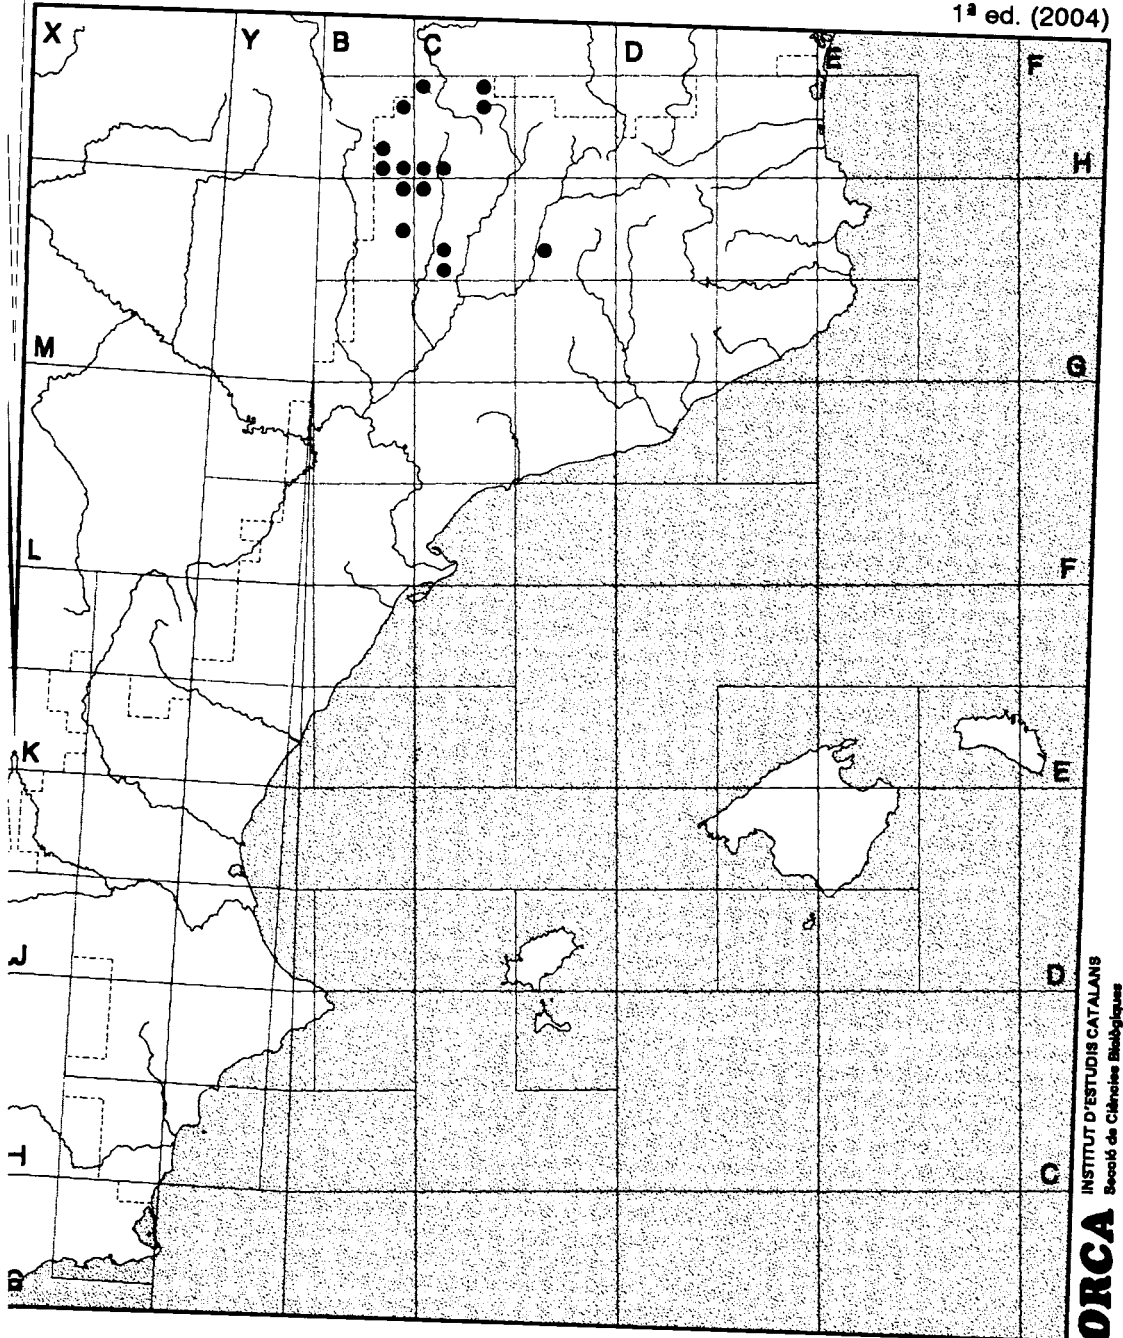 1ª ed. (2004)
X
Y
B
C
D
E
F
H
M
G
L
F
K
E
J
D
I
C
ORCA
INSTITUT D'ESTUDIS CATALANS
Secció de Ciències Biològiques